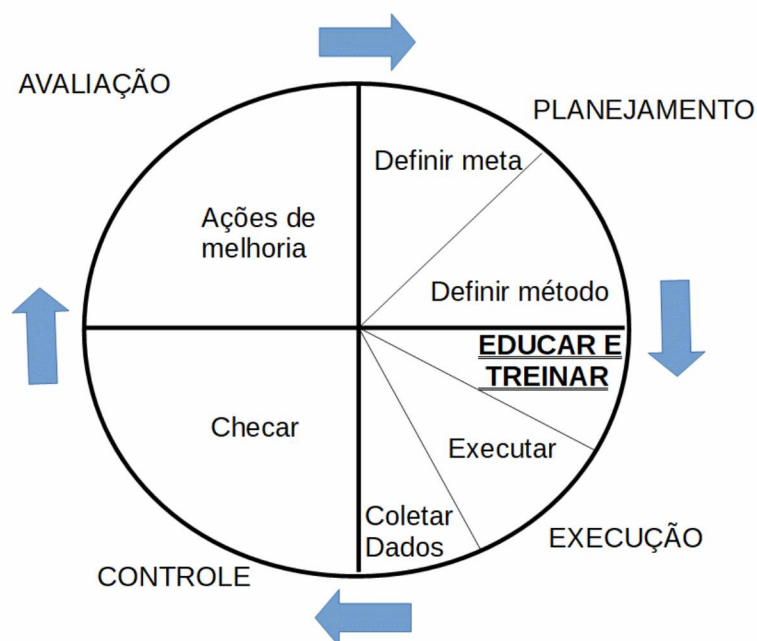 AVALIAÇÃO
PLANEJAMENTO
Definir meta
Ações de
melhoria
Definir método
EDUCAR E
TREINAR
Checar
Executar
Coletar
Dados
EXECUÇÃO
CONTROLE